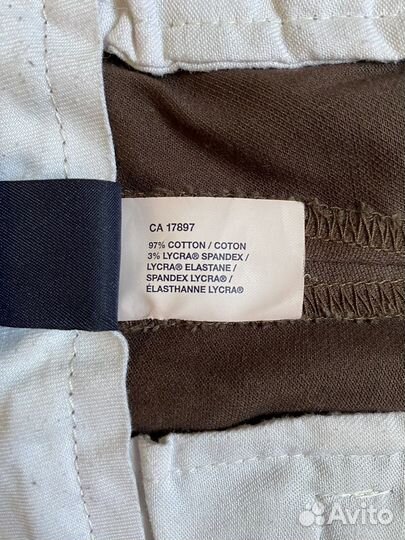 CA 17897
97% COTTON / COTON
3% LYCRA® SPANDEX /
LYCRA® ELASTANE /
SPANDEX LYCRA® /
ÉLASTHANNE LYCRA®
Avito